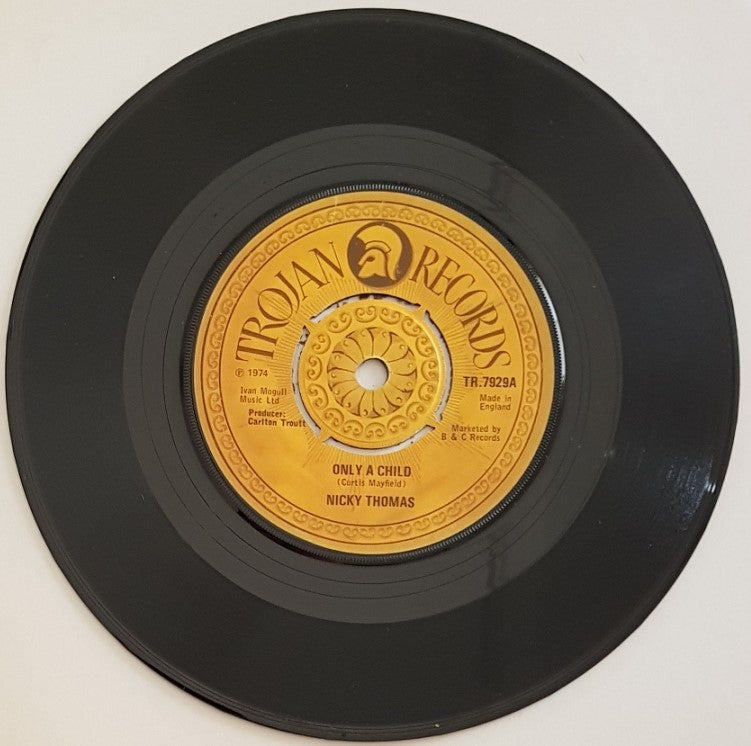 TROJAN RECORDS
℗ 1974
TR.7929A
Ivan Mogull
Music Ltd
Made in
England
Producer:
Carlton Troutt
Marketed by
B & C Records
ONLY A CHILD
(Curtis Mayfield)
NICKY THOMAS